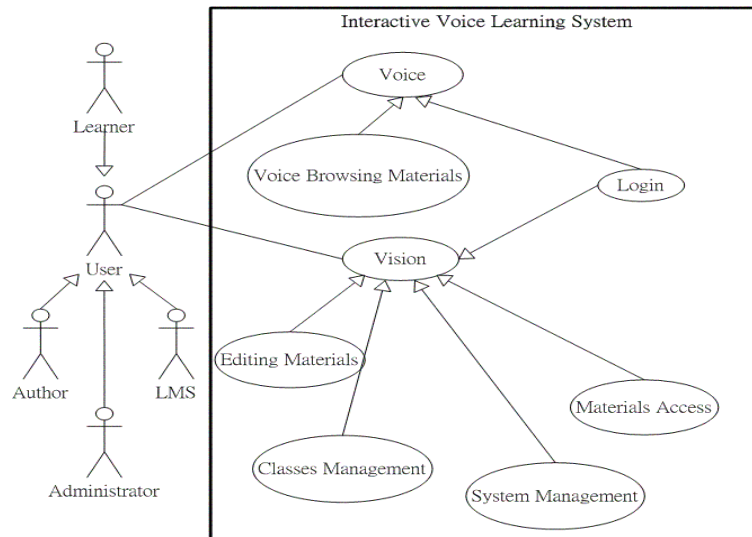 Interactive Voice Learning System
Voice
Learner
Voice Browsing Materials
Login
User
Vision
Editing Materials
Author
LMS
Materials Access
Classes Management
Administrator
System Management